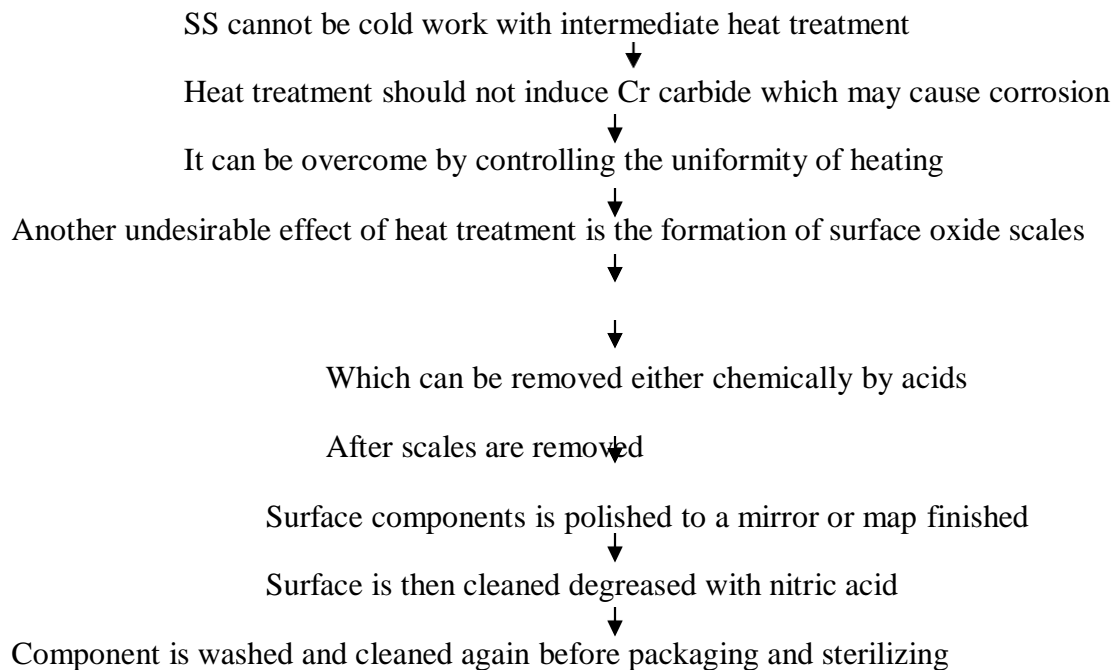 SS cannot be cold work with intermediate heat treatment
Heat treatment should not induce Cr carbide which may cause corrosion
It can be overcome by controlling the uniformity of heating
Another undesirable effect of heat treatment is the formation of surface oxide scales
Which can be removed either chemically by acids
After scales are removed
Surface components is polished to a mirror or map finished
Surface is then cleaned degreased with nitric acid
Component is washed and cleaned again before packaging and sterilizing